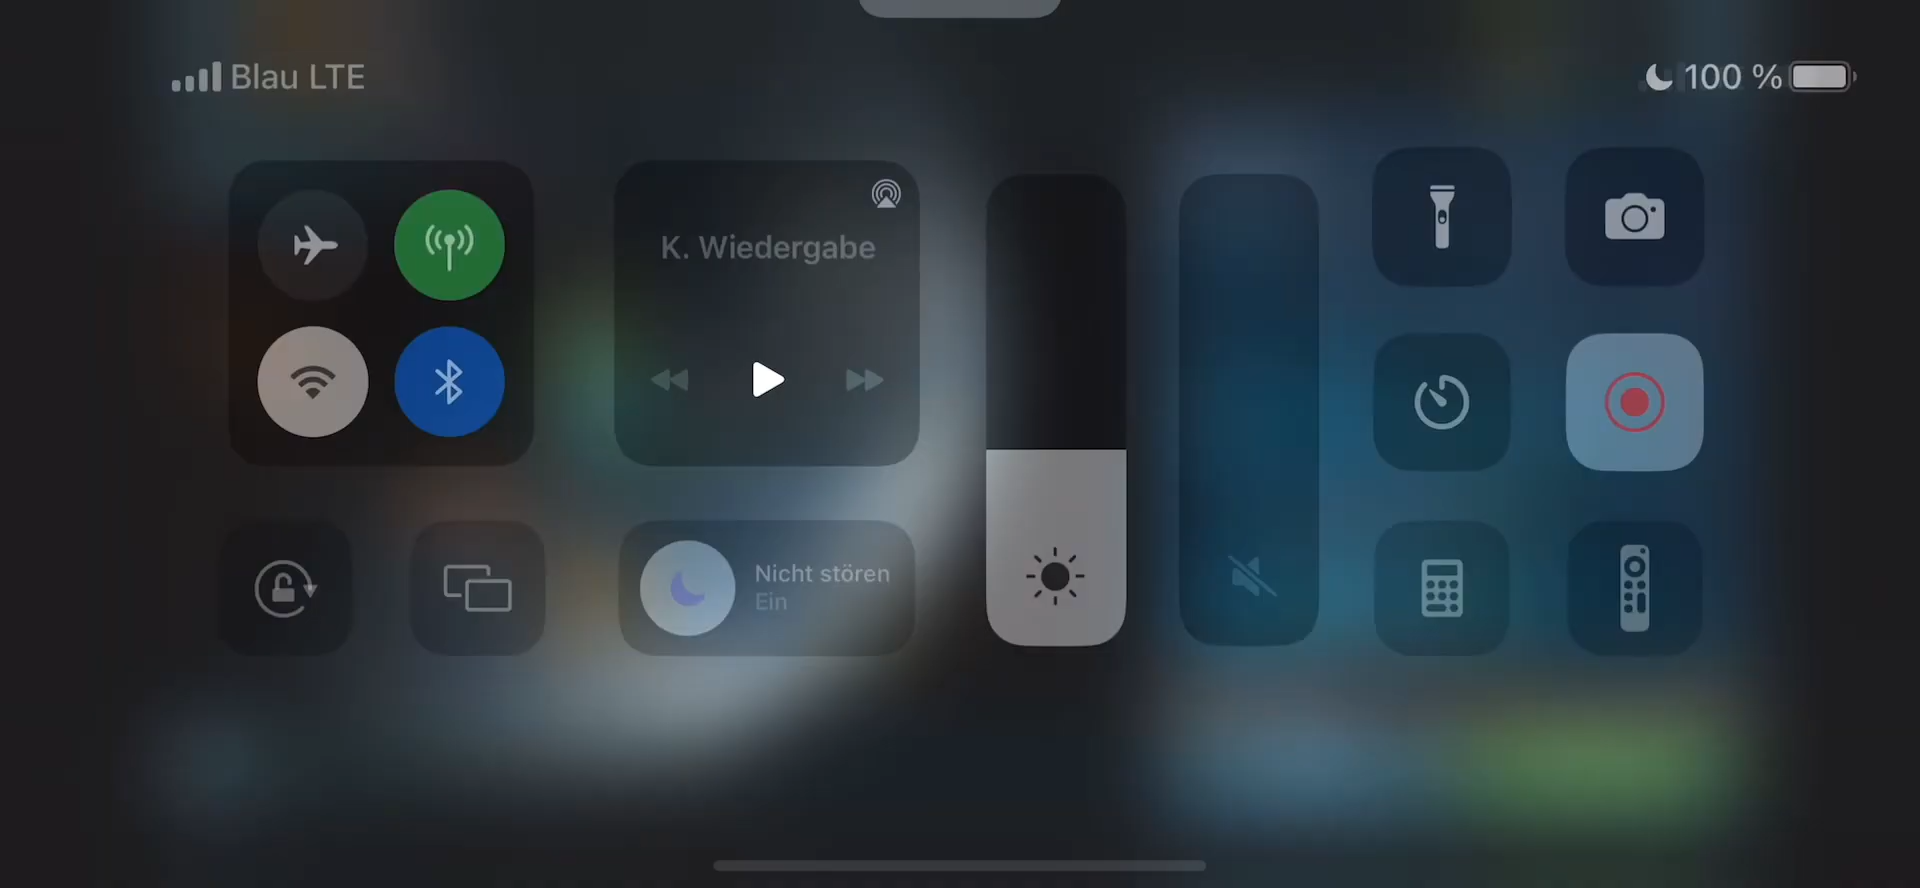 Blau LTE
100 %
K. Wiedergabe
Nicht stören
Ein